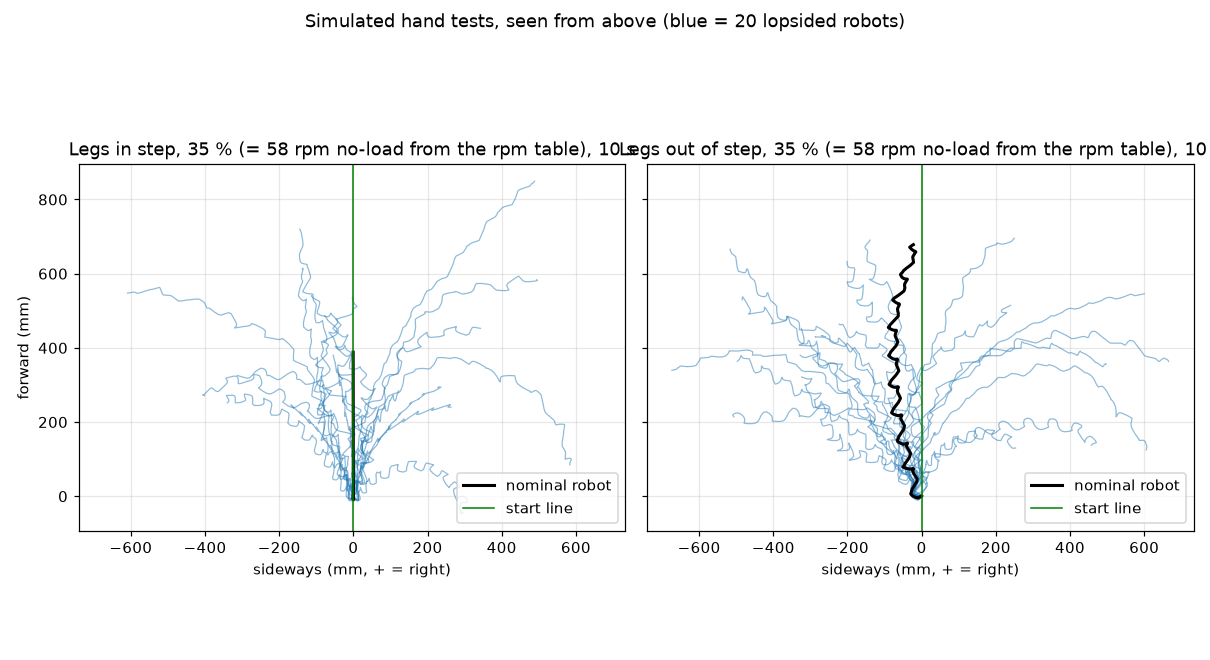 Simulated hand tests, seen from above (blue = 20 lopsided robots)
Legs in step, 35 % (= 58 rpm no-load from the rpm table), 10 s
Legs out of step, 35 % (= 58 rpm no-load from the rpm table), 10
forward (mm)
800
600
400
200
0
nominal robot
start line
−600 −400 −200 0 200 400 600
sideways (mm, + = right)
nominal robot
start line
−600 −400 −200 0 200 400 600
sideways (mm, + = right)